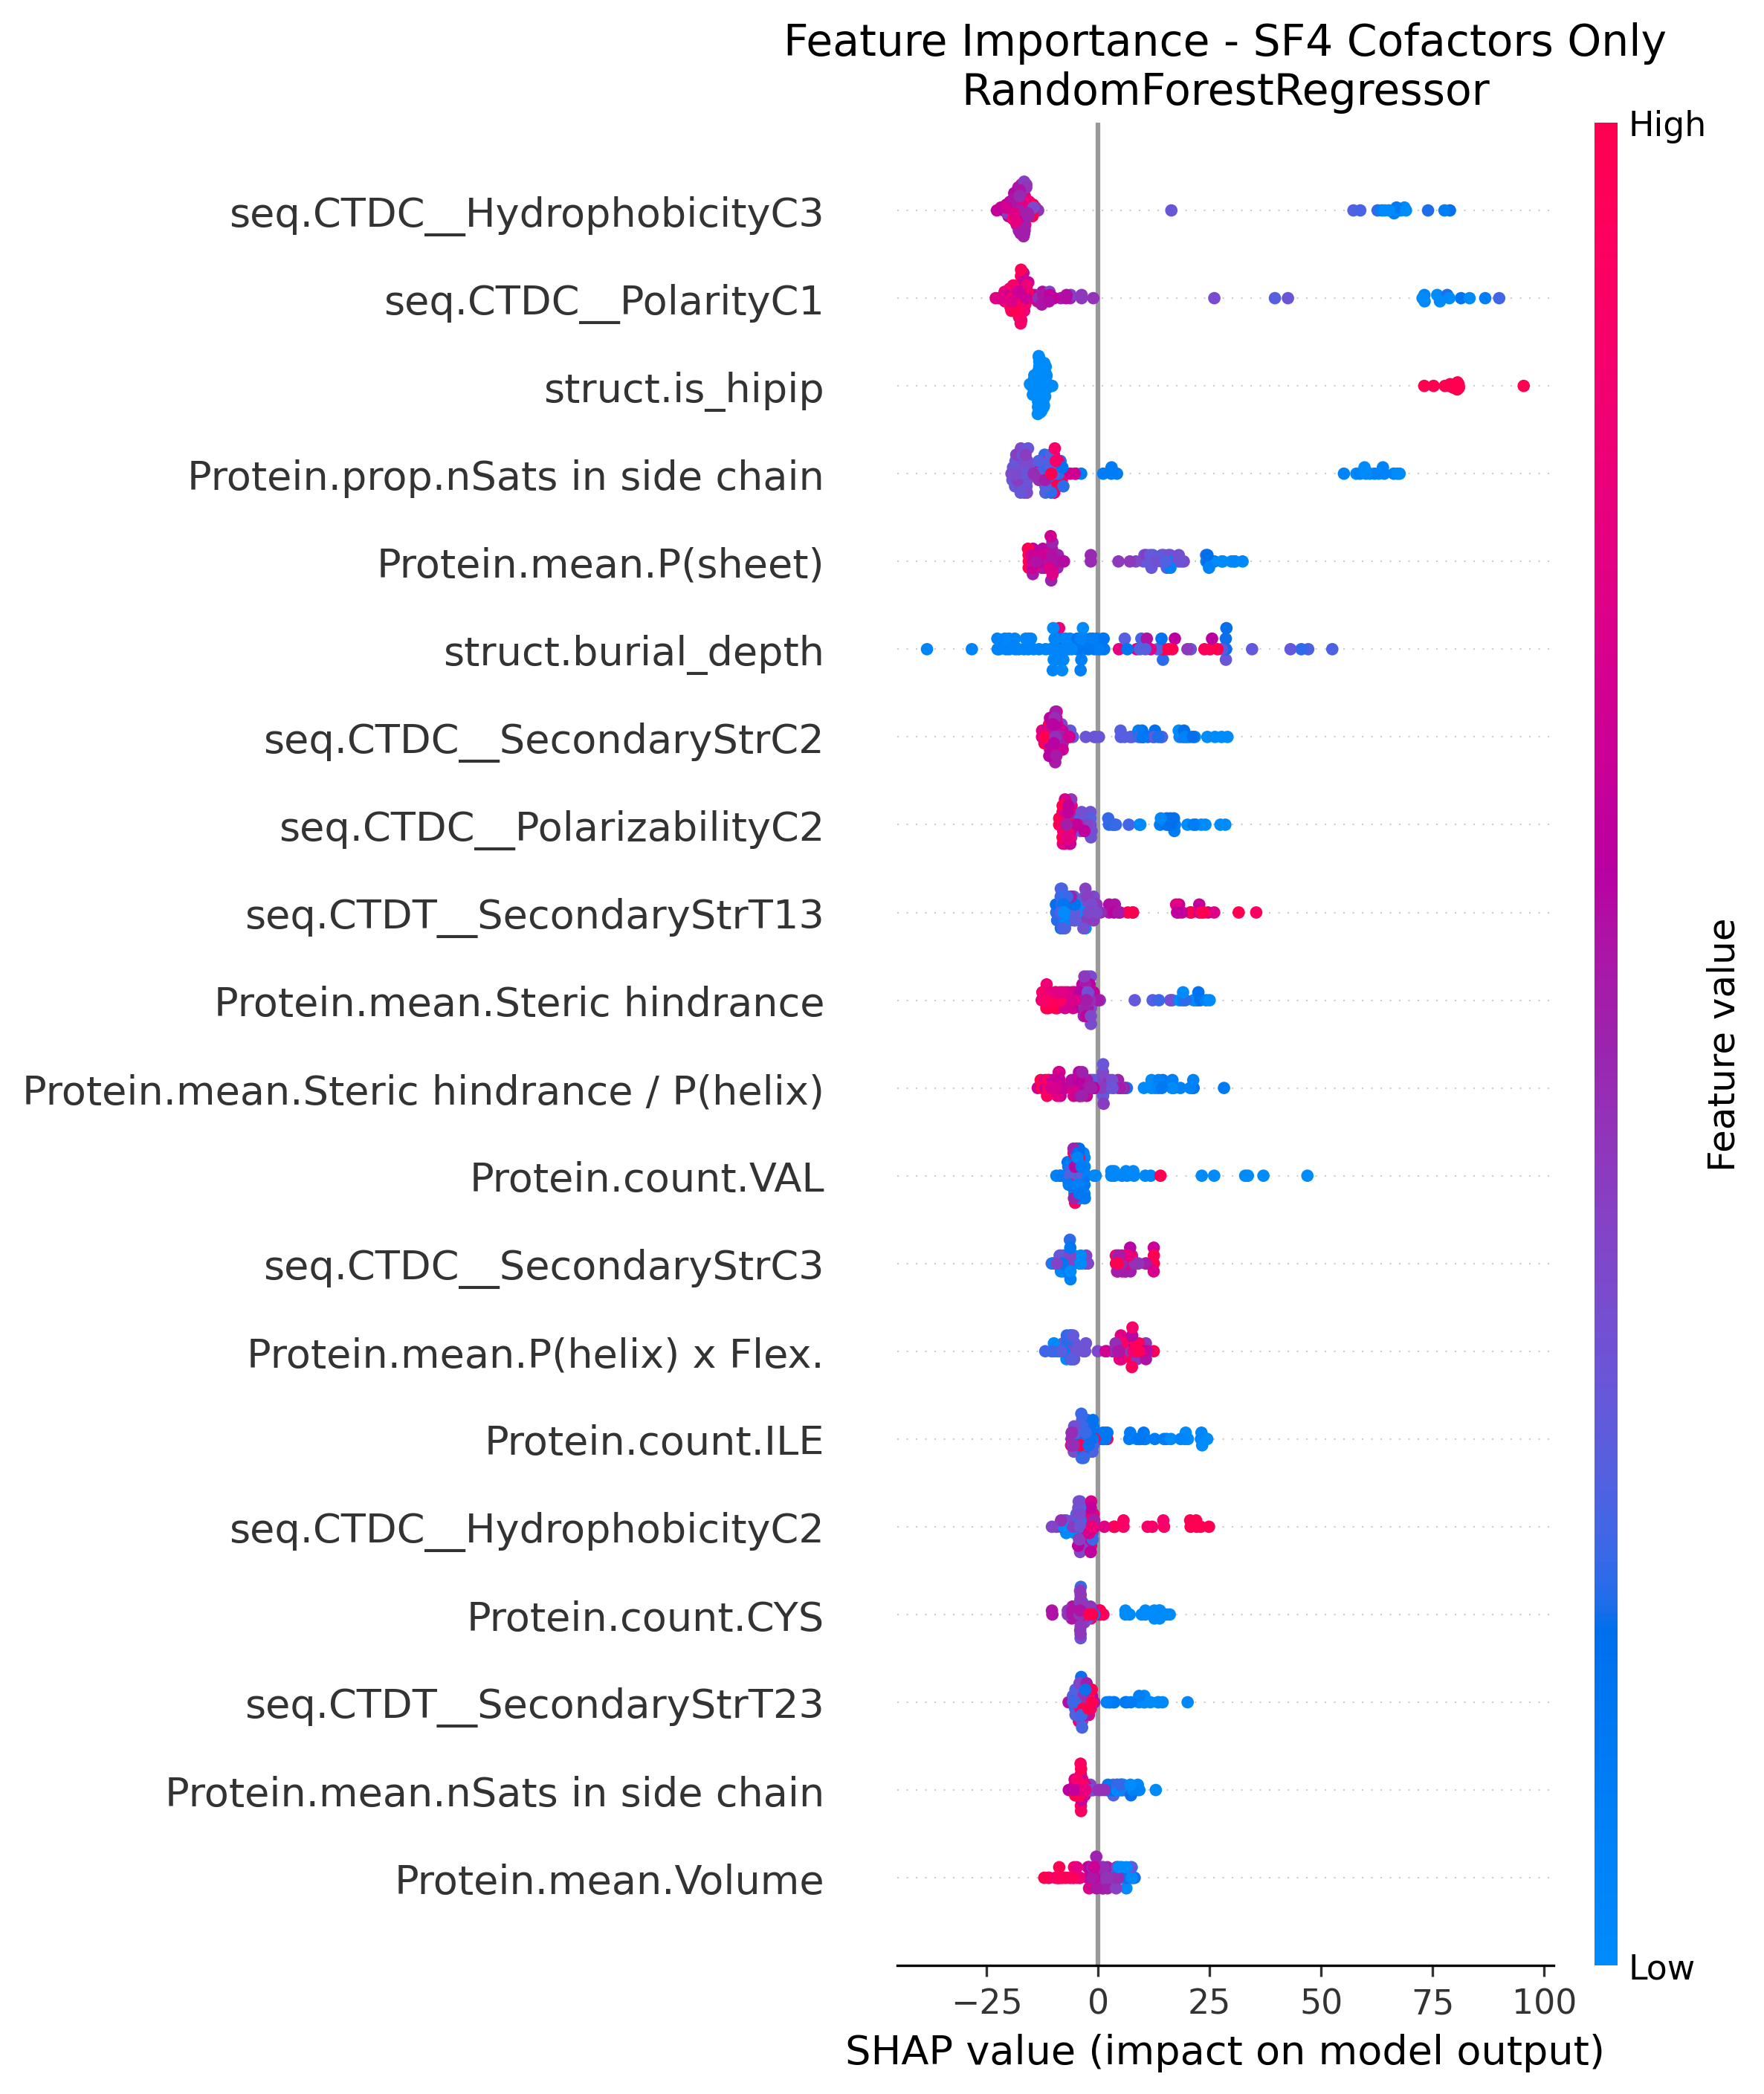 Feature Importance - SF4 Cofactors Only
RandomForestRegressor
High
seq.CTDC__HydrophobicityC3
seq.CTDC__PolarityC1
struct.is_hipip
Protein.prop.nSats in side chain
Protein.mean.P(sheet)
struct.burial_depth
seq.CTDC__SecondaryStrC2
seq.CTDC__PolarizabilityC2
seq.CTDT__SecondaryStrT13
Protein.mean.Steric hindrance
Protein.mean.Steric hindrance / P(helix)
Protein.count.VAL
seq.CTDC__SecondaryStrC3
Protein.mean.P(helix) x Flex.
Protein.count.ILE
seq.CTDC__HydrophobicityC2
Protein.count.CYS
seq.CTDT__SecondaryStrT23
Protein.mean.nSats in side chain
Protein.mean.Volume
Feature value
Low
−25 0 25 50 75 100
SHAP value (impact on model output)